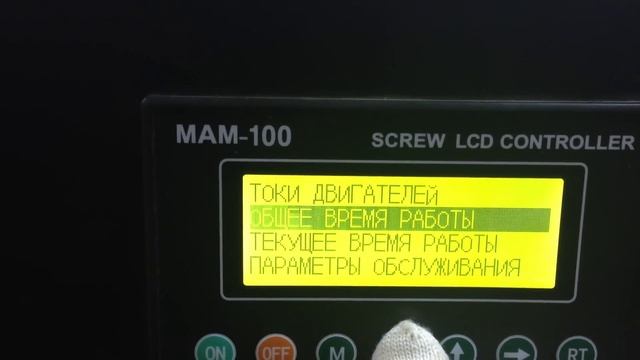 MAM-100
SCREW LCD CONTROLLER
ТОКИ ДВИГАТЕЛЕЙ
ОБЩЕЕ ВРЕМЯ РАБОТЫ
ТЕКУЩЕЕ ВРЕМЯ РАБОТЫ
ПАРАМЕТРЫ ОБСЛУЖИВАНИЯ
ON OFF M RT